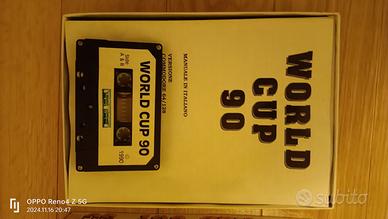 WORLD
CUP
90
MANUALE IN ITALIANO
VERSIONE
COMMODORE 64/128
Side
A & B
WORLD CUP 90
© 1990
subito
OPPO Reno4 Z 5G
2024.11.16 20:47